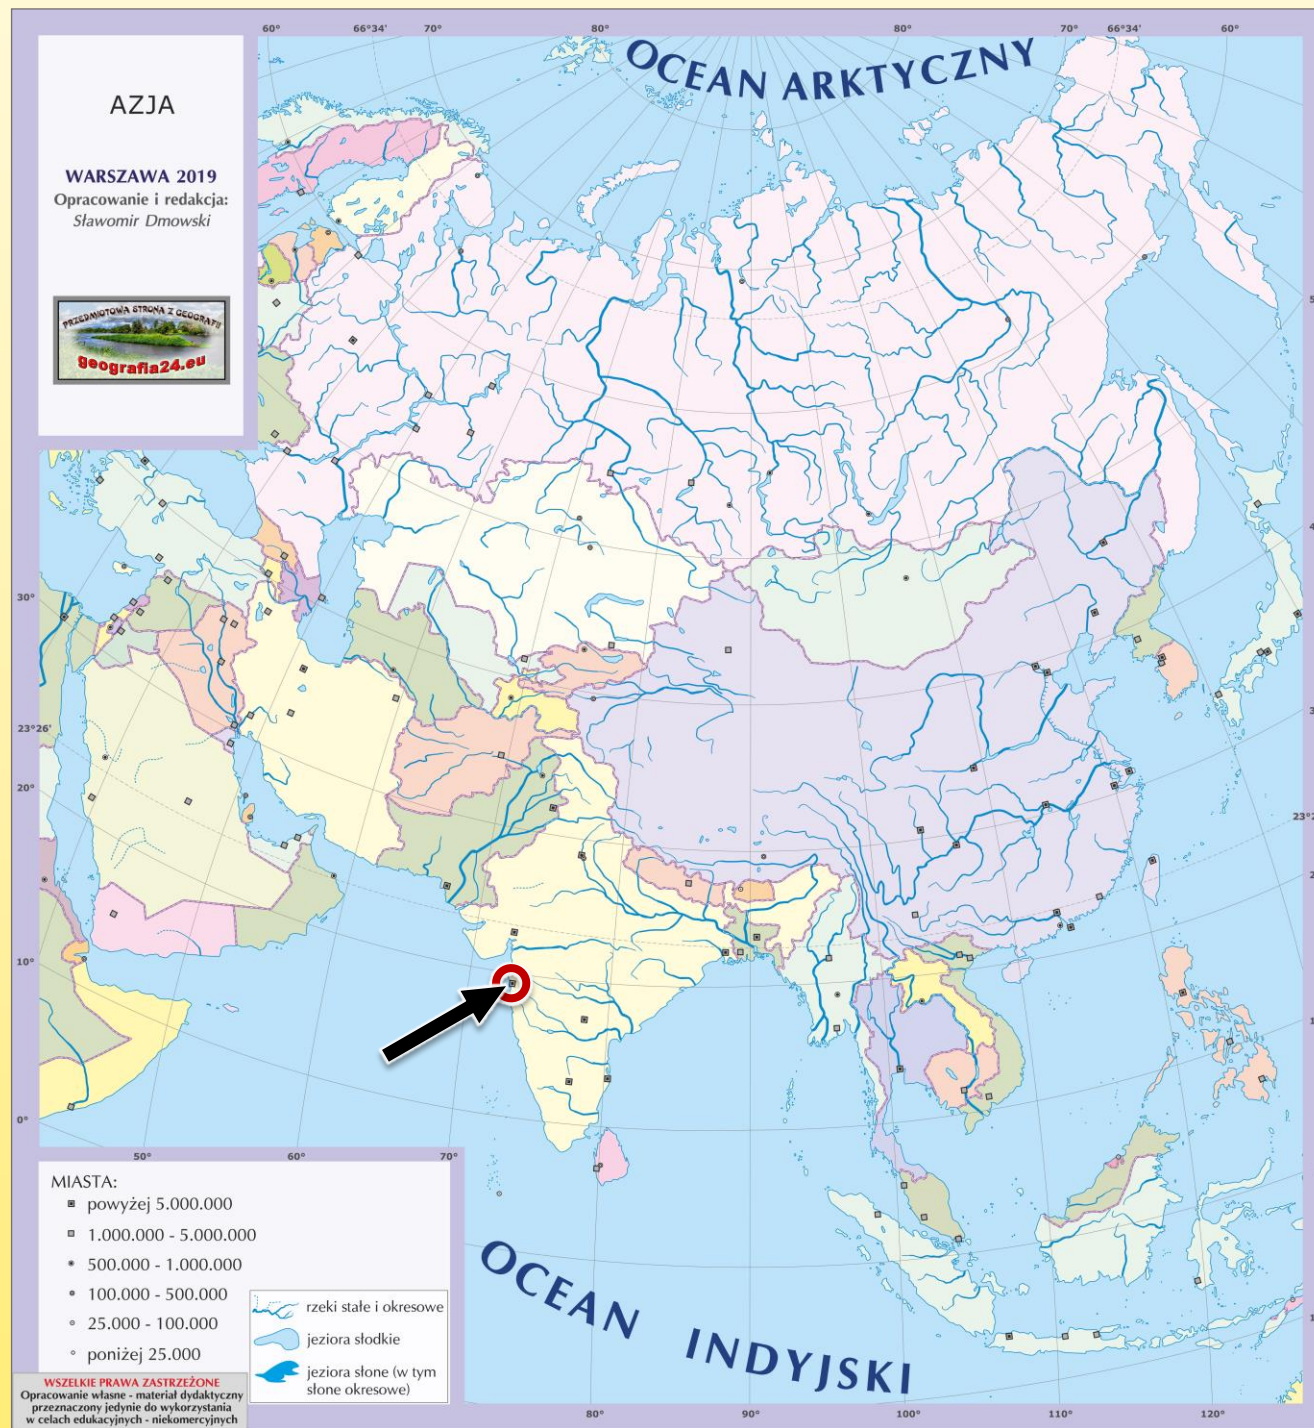 60°
66°34'
70°
80°
80°
70°
66°34'
60°
OCEAN ARKTYCZNY
AZJA
WARSZAWA 2019
Opracowanie i redakcja:
Sławomir Dmowski
PRZEDMIOTOWA STRONA Z GEOGRAFII
geografia24.eu
30°
23°26'
20°
10°
0°
50°
60°
70°
MIASTA:
powyżej 5.000.000
1.000.000 - 5.000.000
500.000 - 1.000.000
100.000 - 500.000
25.000 - 100.000
poniżej 25.000
rzeki stałe i okresowe
jeziora słodkie
jeziora słone (w tym
słone okresowe)
OCEAN INDYJSKI
WSZELKIE PRAWA ZASTRZEŻONE
Opracowanie własne - materiał dydaktyczny
przeznaczony jedynie do wykorzystania
w celach edukacyjnych - niekomercyjnych
80°
90°
100°
110°
120°